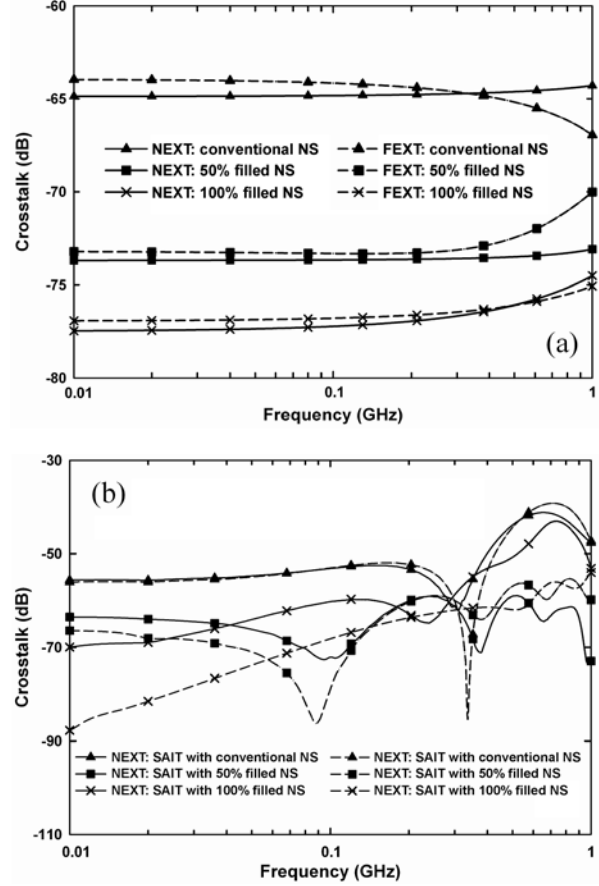 -60
-65
-70
-75
-80
Crosstalk (dB)
NEXT: conventional NS
FEXT: conventional NS
NEXT: 50% filled NS
FEXT: 50% filled NS
NEXT: 100% filled NS
FEXT: 100% filled NS
(a)
0.01
0.1
1
Frequency (GHz)
(b)
-30
-50
-70
-90
-110
Crosstalk (dB)
NEXT: SAIT with conventional NS
NEXT: SAIT with conventional NS
NEXT: SAIT with 50% filled NS
NEXT: SAIT with 50% filled NS
NEXT: SAIT with 100% filled NS
NEXT: SAIT with 100% filled NS
0.01
0.1
1
Frequency (GHz)